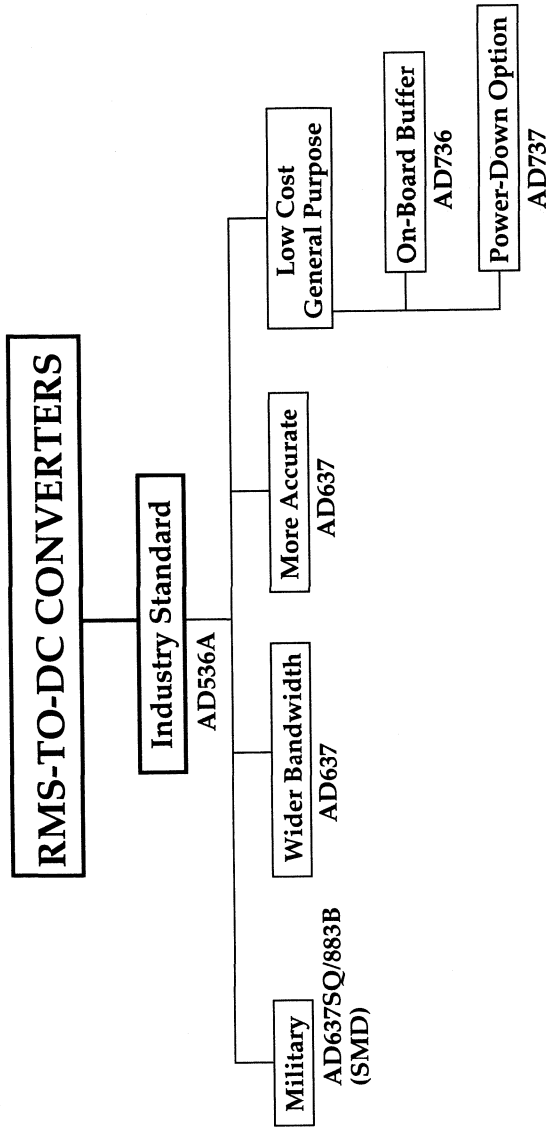 RMS-TO-DC CONVERTERS
Industry Standard
AD536A
Military
AD637SQ/883B
(SMD)
Wider Bandwidth
AD637
More Accurate
AD637
Low Cost
General Purpose
On-Board Buffer
AD736
Power-Down Option
AD737